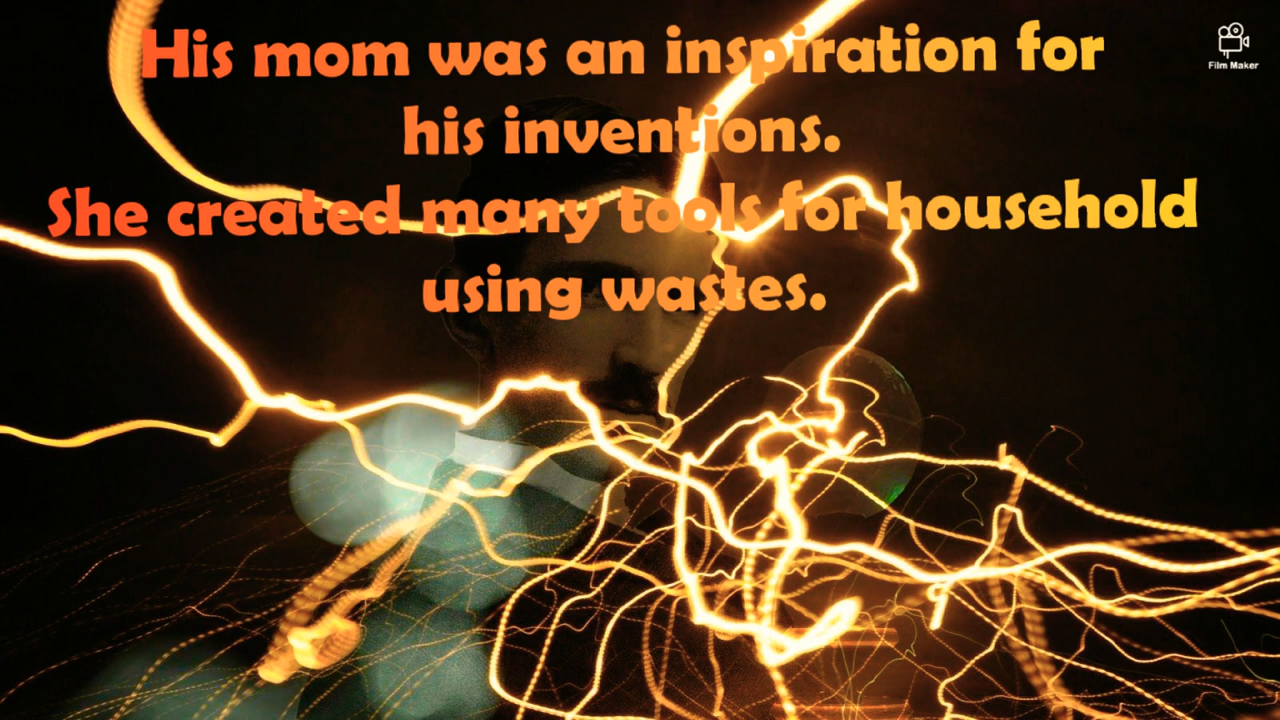 His mom was an inspiration for
his inventions.
She created many tools for household
using wastes.
Film Maker